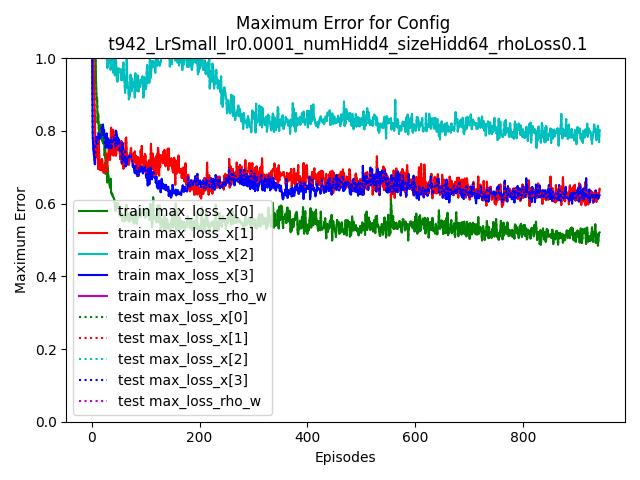 Maximum Error for Config
t942_LrSmall_lr0.0001_numHidd4_sizeHidd64_rhoLoss0.1
Maximum Error
1.0
0.8
0.6
0.4
0.2
0.0
train max_loss_x[0]
train max_loss_x[1]
train max_loss_x[2]
train max_loss_x[3]
train max_loss_rho_w
test max_loss_x[0]
test max_loss_x[1]
test max_loss_x[2]
test max_loss_x[3]
test max_loss_rho_w
0 200 400 600 800
Episodes